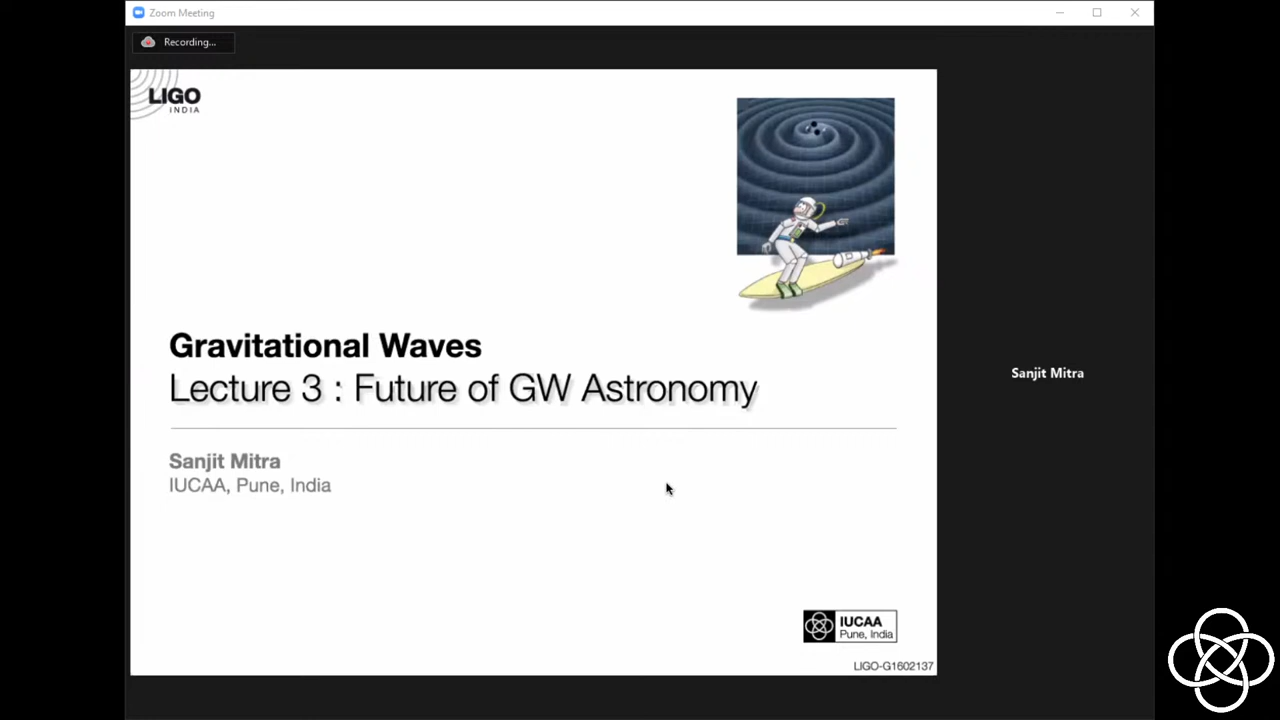 Zoom Meeting
Recording...
LIGO
INDIA
Gravitational Waves
Lecture 3 : Future of GW Astronomy
Sanjit Mitra
IUCAA, Pune, India
Sanjit Mitra
IUCAA
Pune, India
LIGO-G1602137